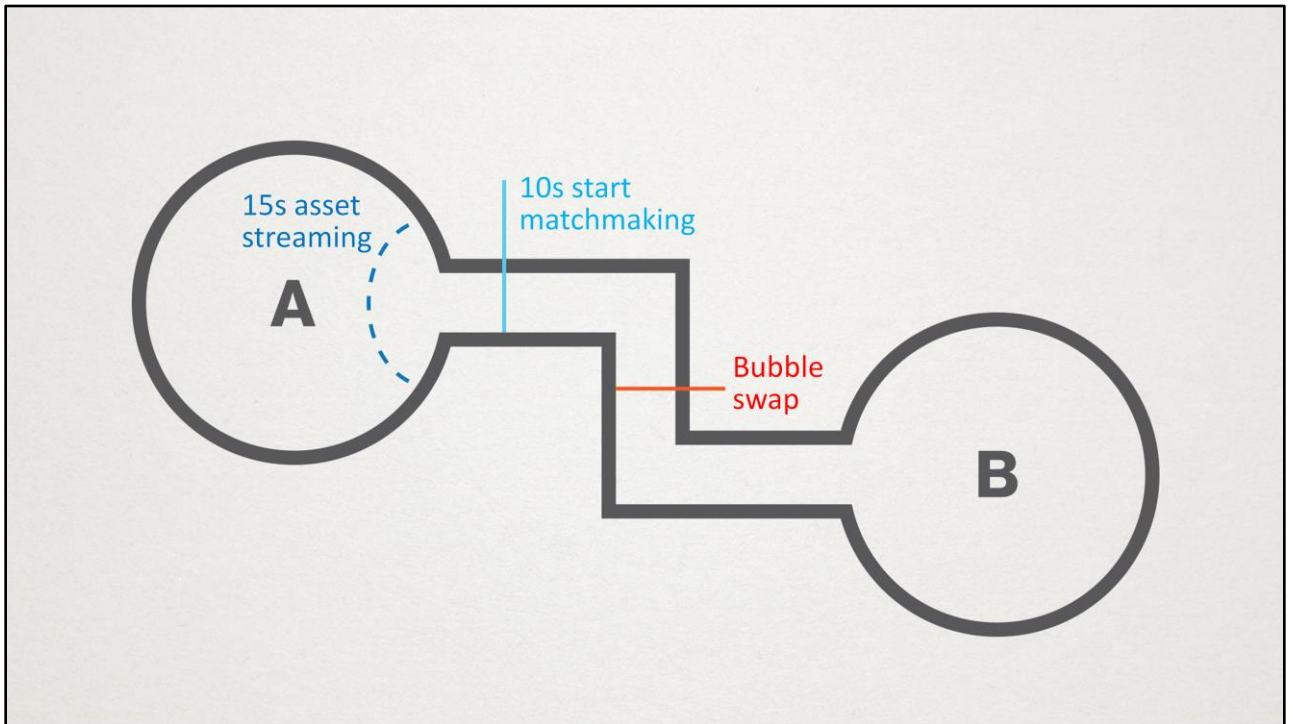 15s asset
streaming
A
10s start
matchmaking
Bubble
swap
B